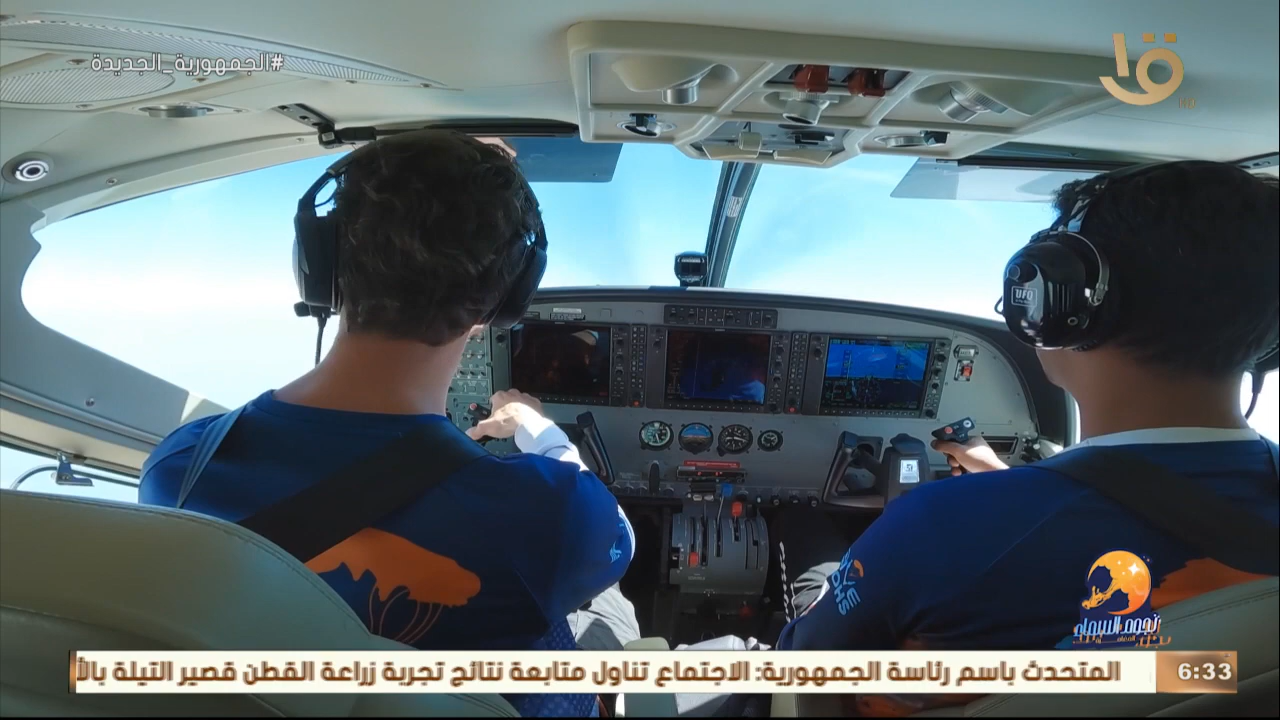 #الجمهورية_الجديدة
UFO
نجوم السماء
6:33 المتحدث باسم رئاسة الجمهورية: الاجتماع تناول متابعة نتائج تجربة زراعة القطن قصير التيلة بالأ